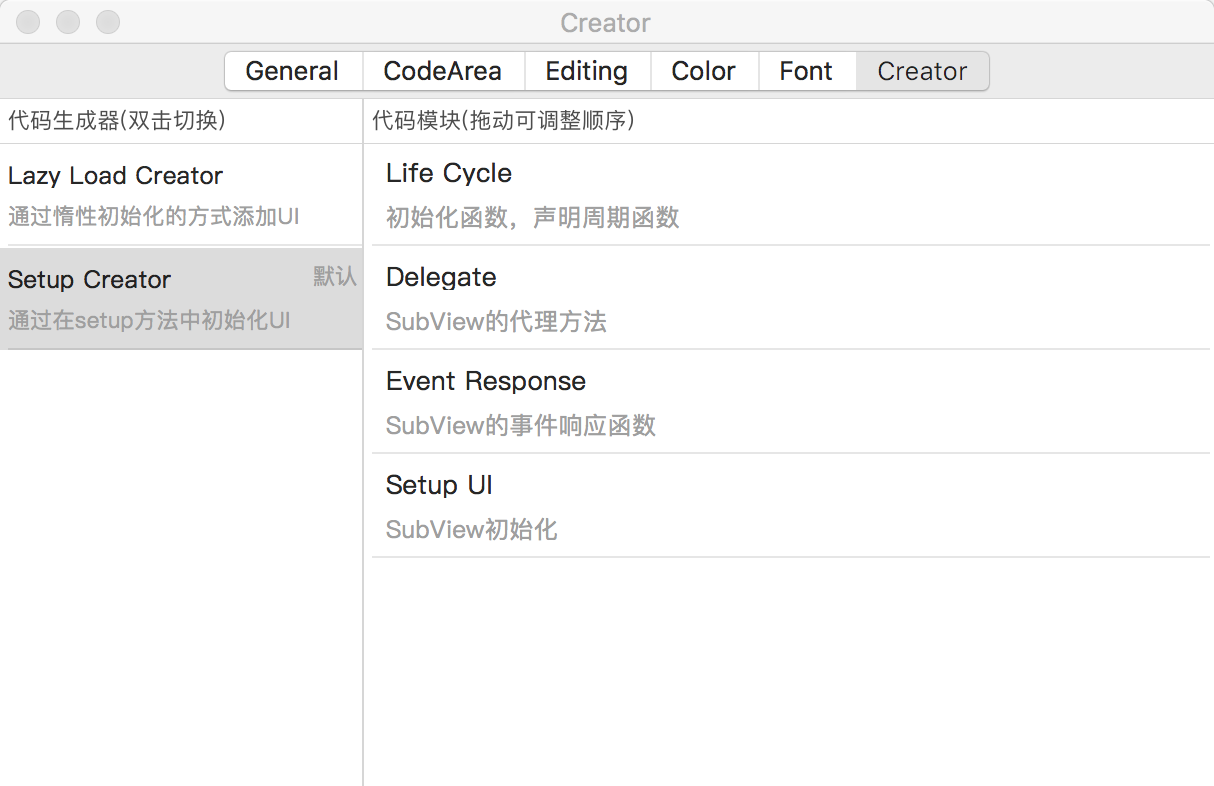 Creator
General CodeArea Editing Color Font Creator
代码生成器(双击切换)
Lazy Load Creator
通过惰性初始化的方式添加UI
Setup Creator 默认
通过在setup方法中初始化UI
代码模块(拖动可调整顺序)
Life Cycle
初始化函数，声明周期函数
Delegate
SubView的代理方法
Event Response
SubView的事件响应函数
Setup UI
SubView初始化